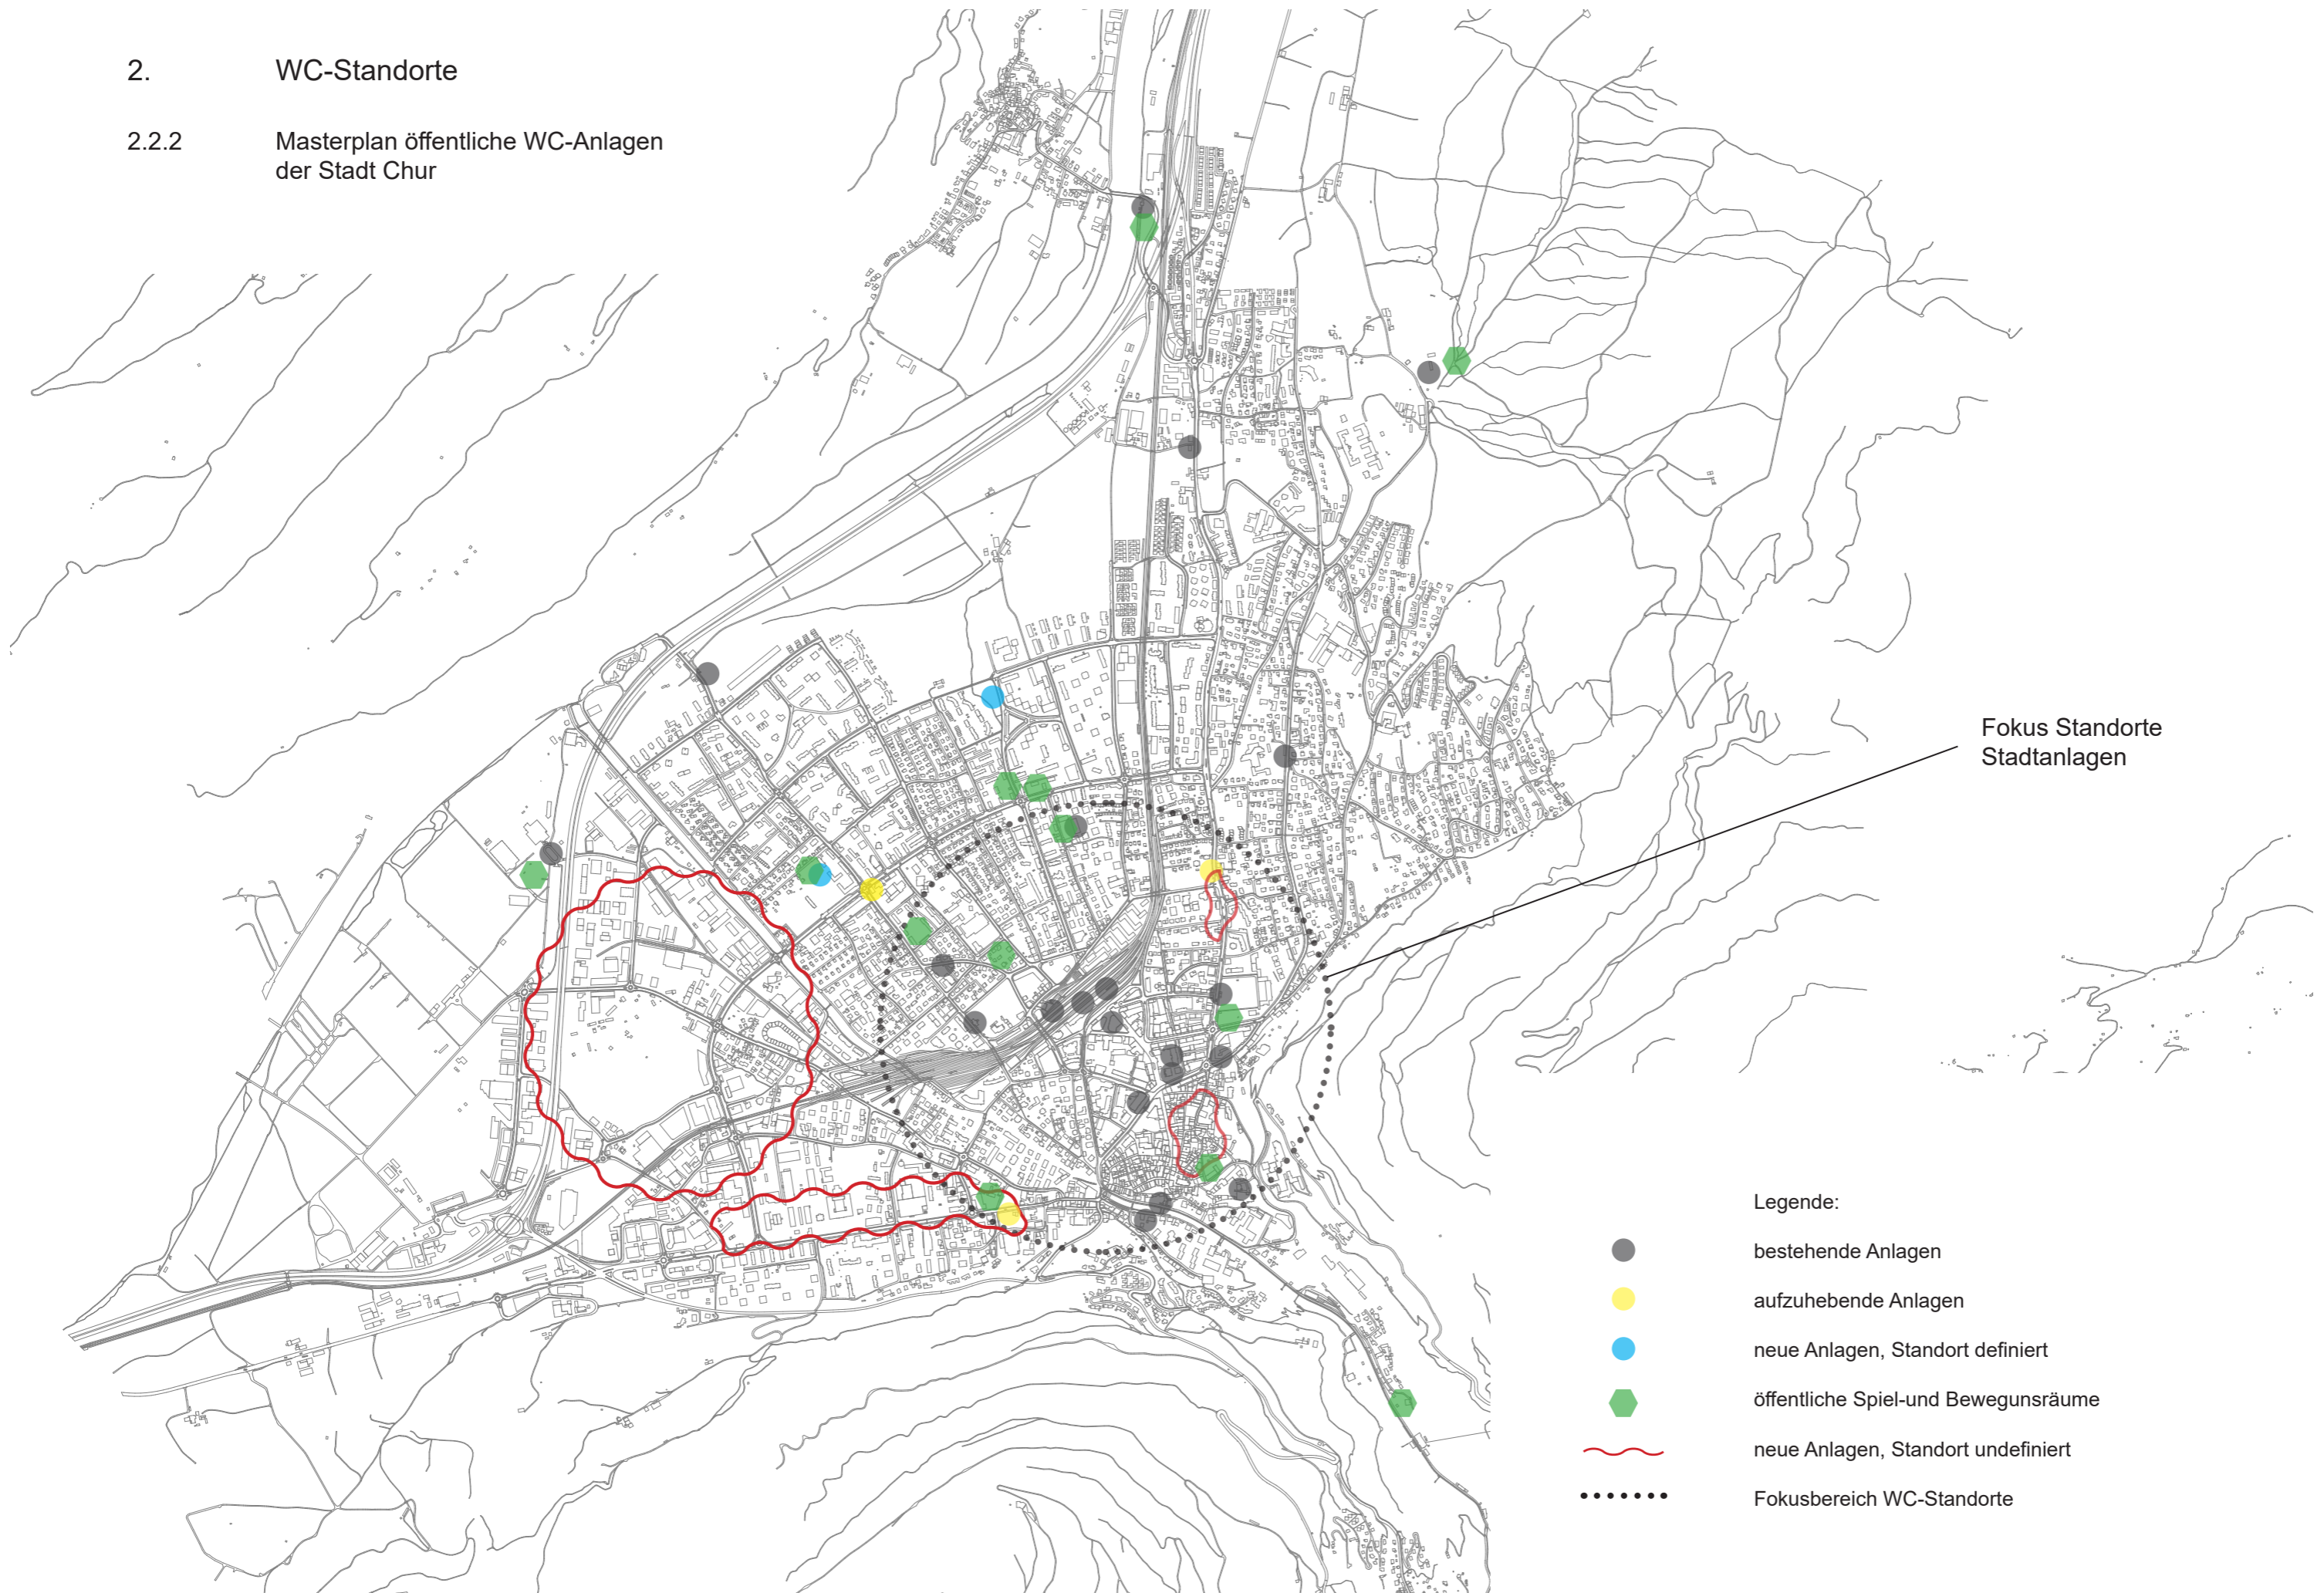 2. WC-Standorte
2.2.2 Masterplan öffentliche WC-Anlagen
der Stadt Chur
Fokus Standorte
Stadtanlagen
Legende:
bestehende Anlagen
aufzuhebende Anlagen
neue Anlagen, Standort definiert
öffentliche Spiel-und Bewegunsräume
neue Anlagen, Standort undefiniert
Fokusbereich WC-Standorte